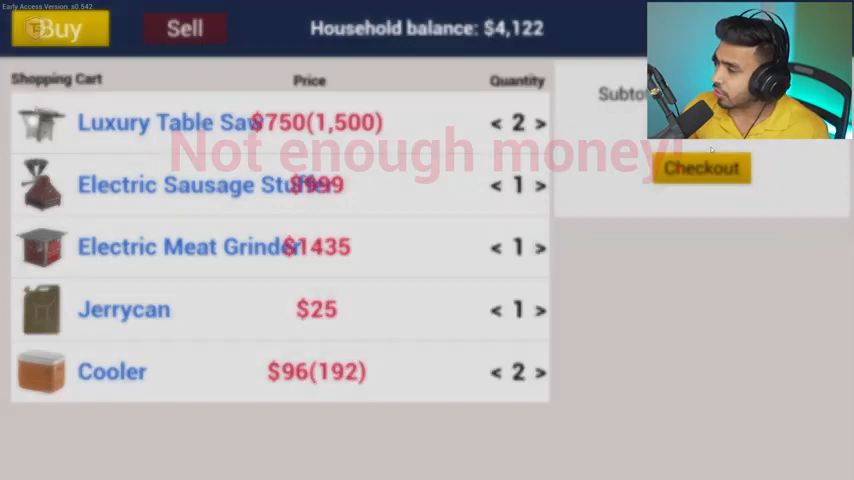 Early Access Version: s0.542
Buy Sell Household balance: $4,122
Shopping Cart Price Quantity
Luxury Table Saw $750(1,500) < 2 >
Not enough money!
Electric Sausage Stuffer < 1 >
Electric Meat Grinder $1435 < 1 >
Jerrycan $25 < 1 >
Cooler $96(192) < 2 >
Checkout